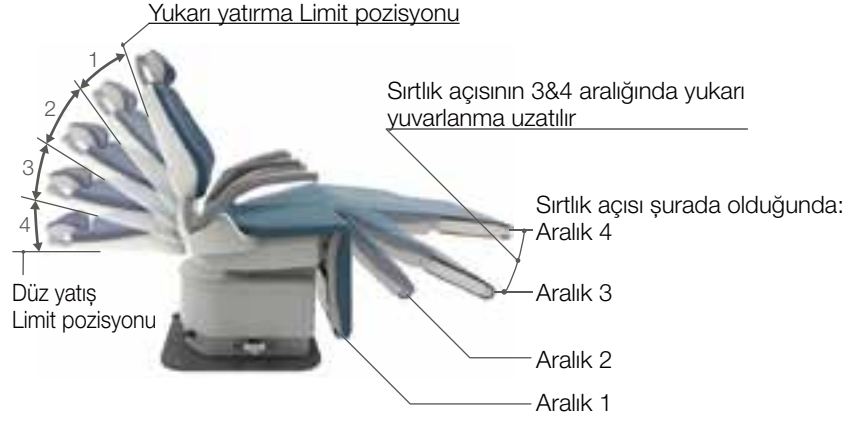 Yukarı yatırma Limit pozisyonu
1
2
3
4
Sırtlık açısının 3&4 aralığında yukarı
yuvarlanma uzatılır
Sırtlık açısı şurada olduğunda:
Aralık 4
Aralık 3
Aralık 2
Aralık 1
Düz yatış
Limit pozisyonu